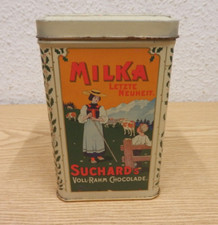 MILKA
LETZTE
NEUHEIT.
SUCHARD'S
VOLL-RAHM CHOCOLADE.